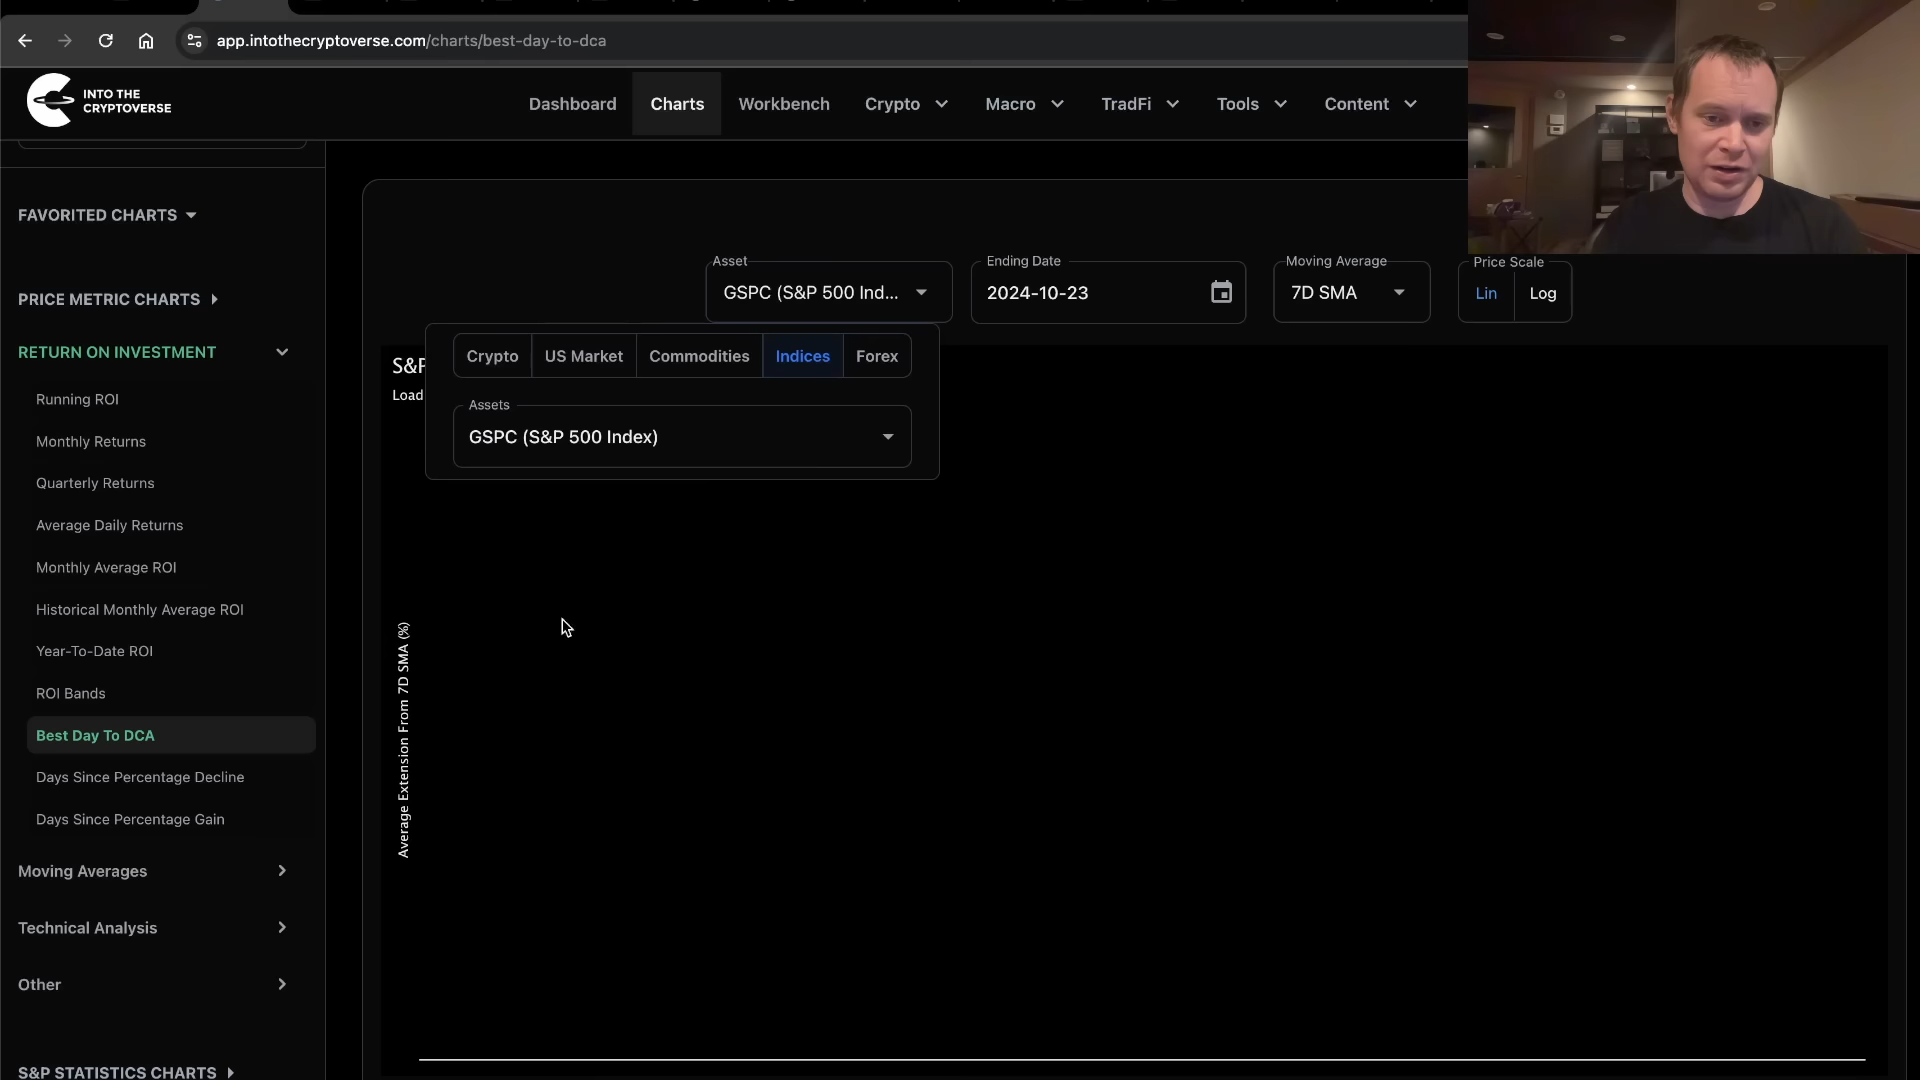 app.intothecryptoverse.com/charts/best-day-to-dca
INTO THE
CRYPTOVERSE
Dashboard
Charts
Workbench
Crypto
Macro
TradFi
Tools
Content
FAVORITED CHARTS
PRICE METRIC CHARTS
RETURN ON INVESTMENT
Running ROI
Monthly Returns
Quarterly Returns
Average Daily Returns
Monthly Average ROI
Historical Monthly Average ROI
Year-To-Date ROI
ROI Bands
Best Day To DCA
Days Since Percentage Decline
Days Since Percentage Gain
Moving Averages
Technical Analysis
Other
S&P STATISTICS CHARTS
Asset
GSPC (S&P 500 Ind...
Ending Date
2024-10-23
Moving Average
7D SMA
Price Scale
Lin
Log
S&P
Load
Crypto
US Market
Commodities
Indices
Forex
Assets
GSPC (S&P 500 Index)
Average Extension From 7D SMA (%)